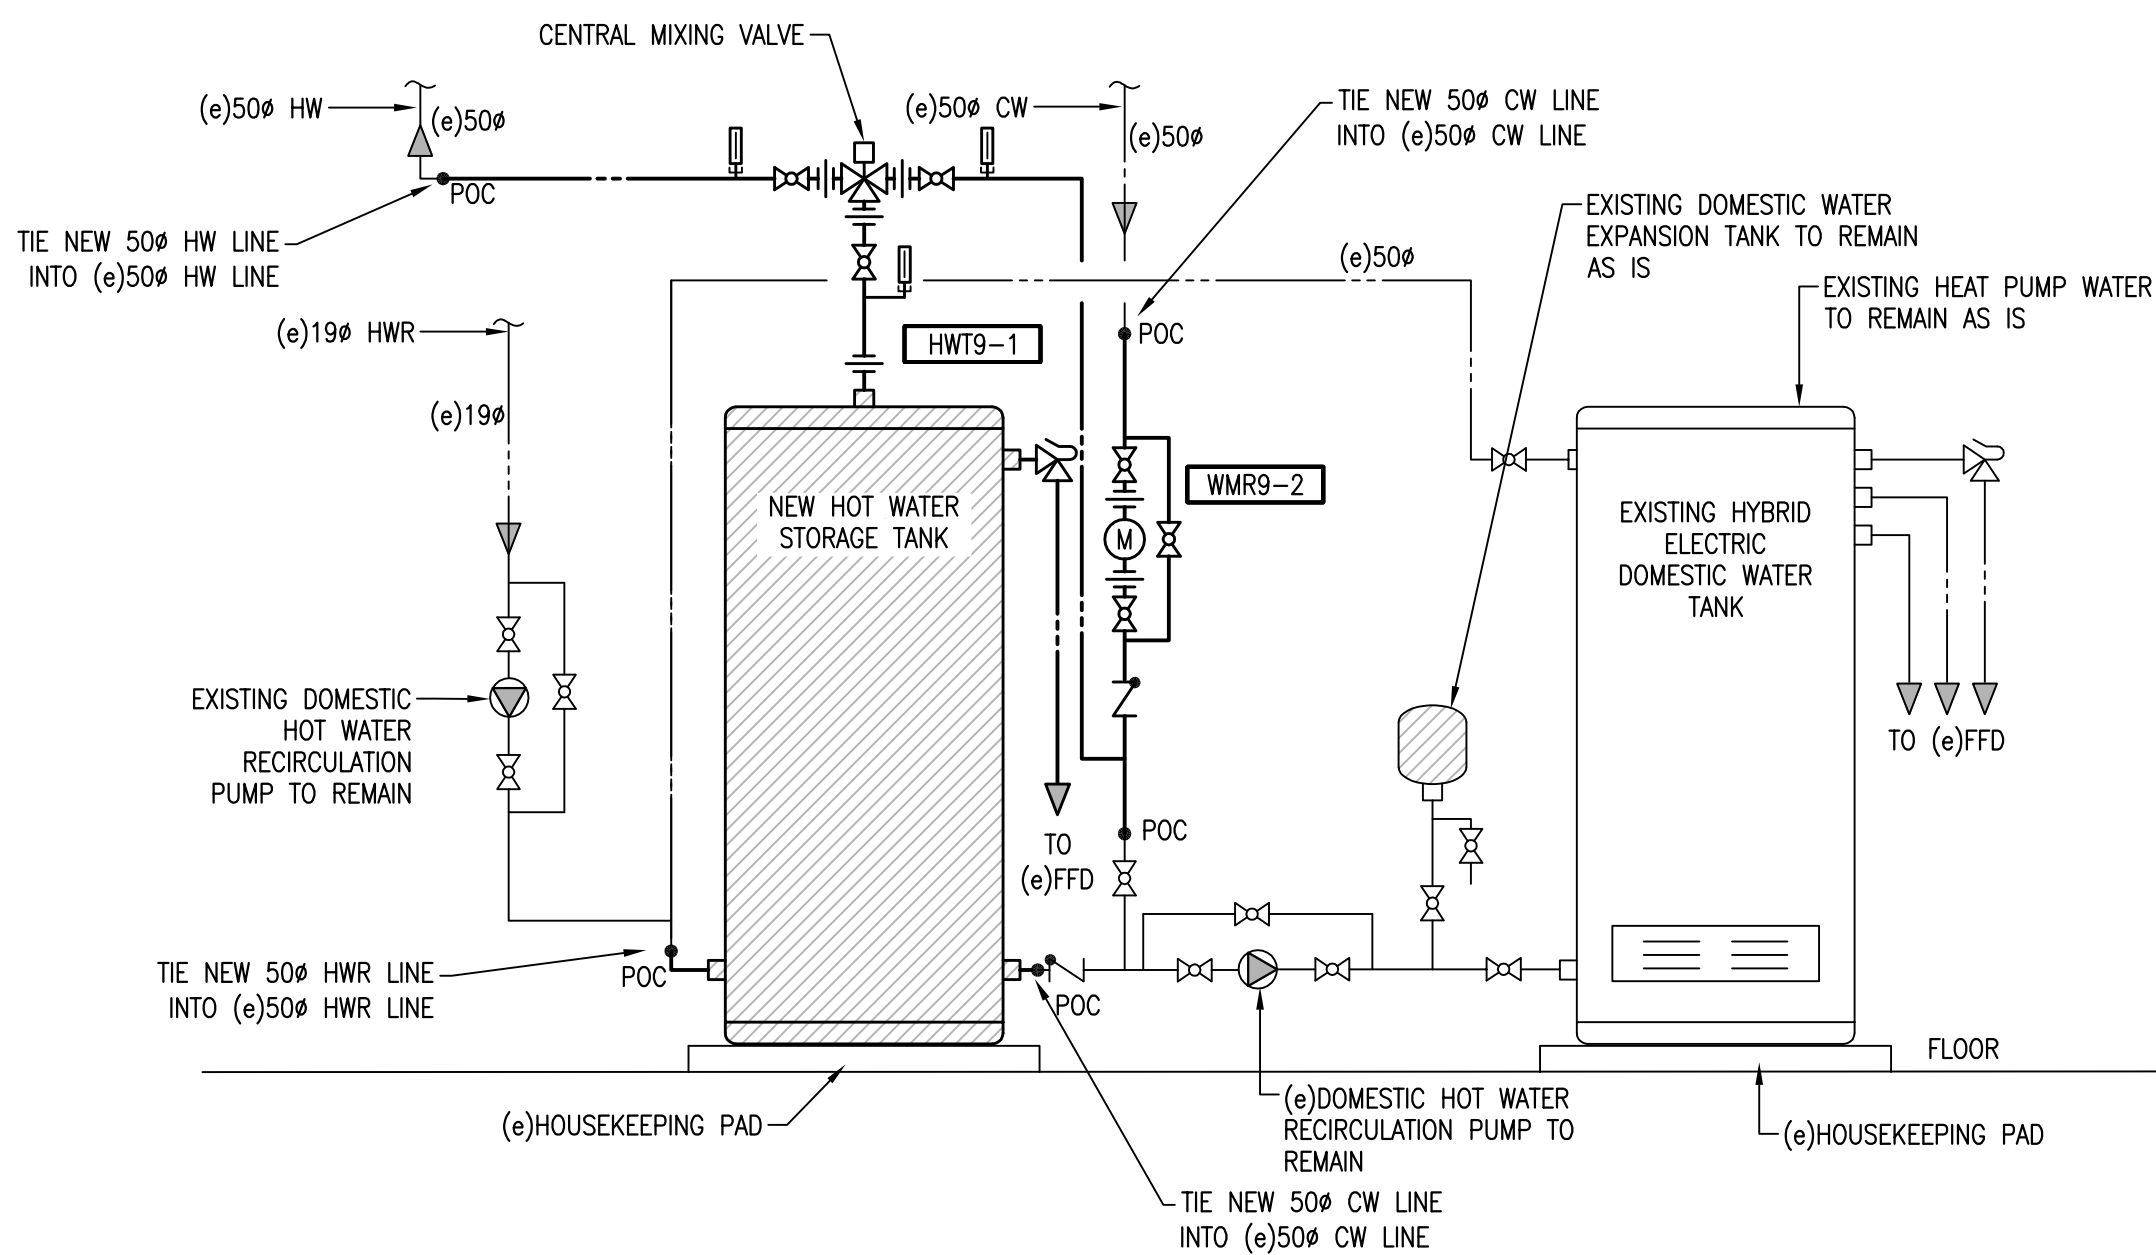 CENTRAL MIXING VALVE
(e)50ø HW
(e)50ø
(e)50ø CW
(e)50ø
TIE NEW 50ø CW LINE
INTO (e)50ø CW LINE
POC
TIE NEW 50ø HW LINE
INTO (e)50ø HW LINE
EXISTING DOMESTIC WATER
EXPANSION TANK TO REMAIN
AS IS
(e)50ø
EXISTING HEAT PUMP WATER
TO REMAIN AS IS
(e)19ø HWR
HWT9-1
POC
(e)19ø
WMR9-2
NEW HOT WATER
STORAGE TANK
M
EXISTING HYBRID
ELECTRIC
DOMESTIC WATER
TANK
EXISTING DOMESTIC
HOT WATER
RECIRCULATION
PUMP TO REMAIN
TO (e)FFD
TO
(e)FFD
POC
TIE NEW 50ø HWR LINE
INTO (e)50ø HWR LINE
POC
POC
FLOOR
(e)HOUSEKEEPING PAD
(e)DOMESTIC HOT WATER
RECIRCULATION PUMP TO
REMAIN
(e)HOUSEKEEPING PAD
TIE NEW 50ø CW LINE
INTO (e)50ø CW LINE